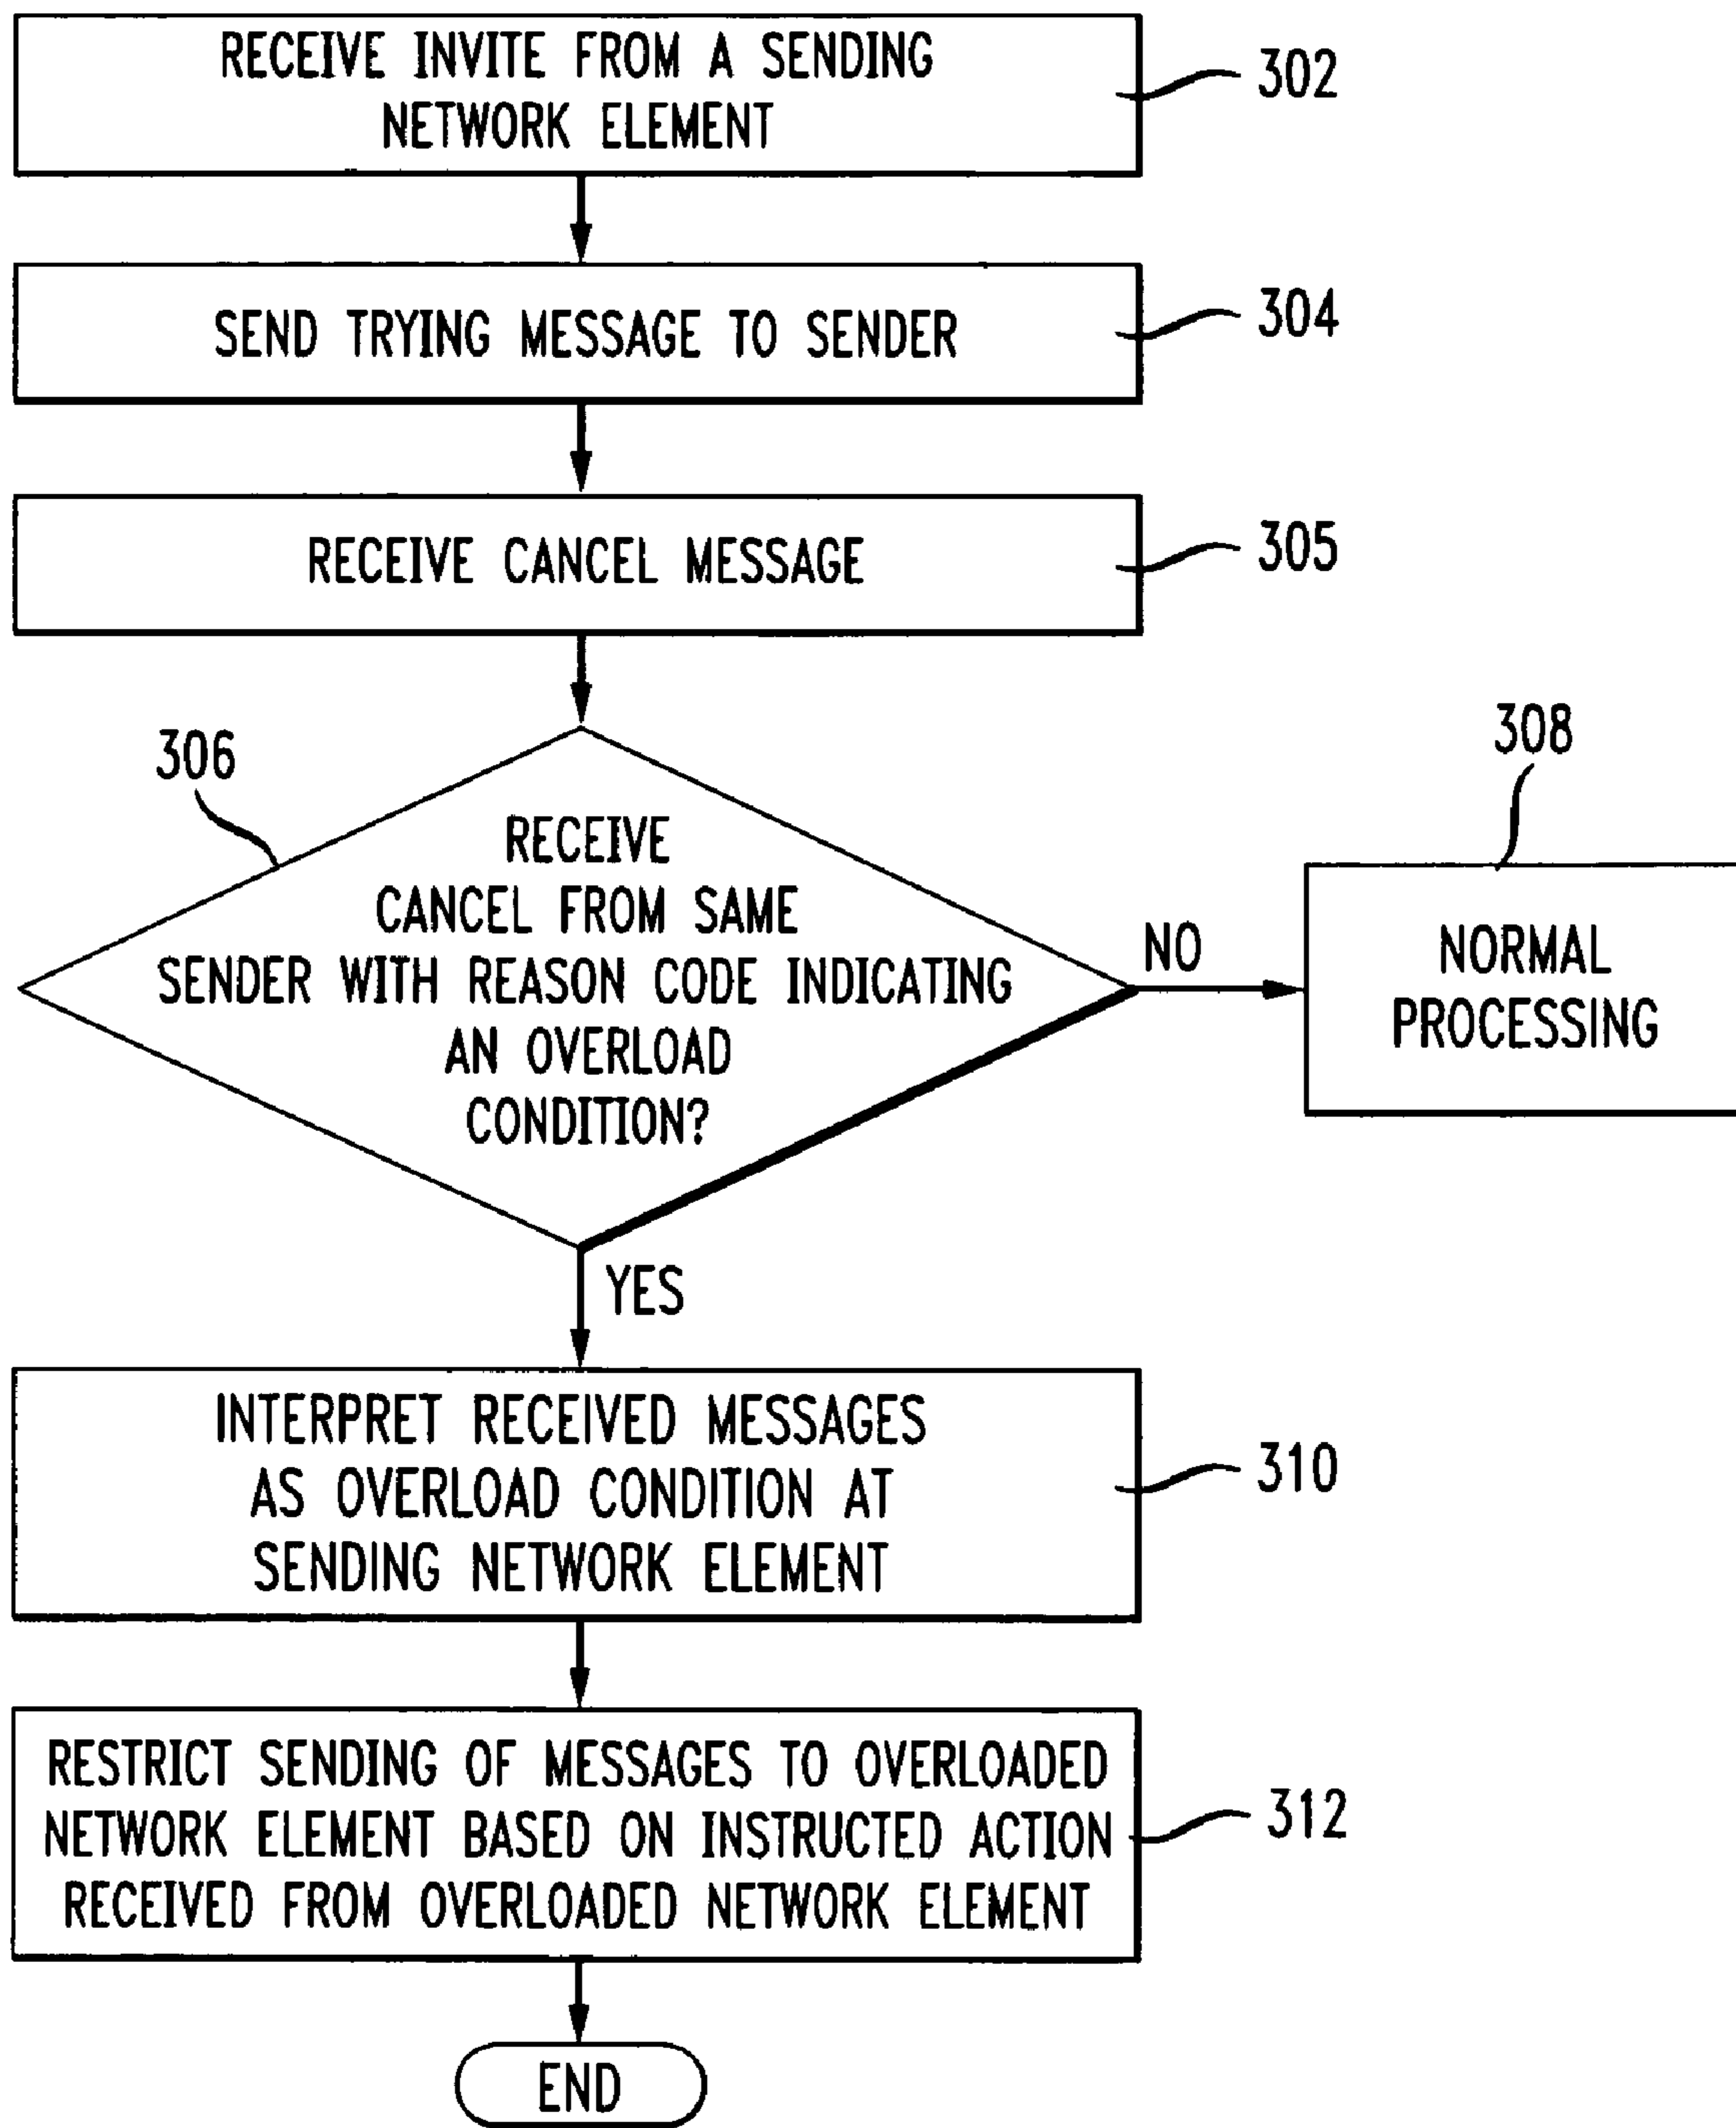 RECEIVE INVITE FROM A SENDING
NETWORK ELEMENT
302
SEND TRYING MESSAGE TO SENDER
304
RECEIVE CANCEL MESSAGE
305
306
RECEIVE
CANCEL FROM SAME
SENDER WITH REASON CODE INDICATING
AN OVERLOAD
CONDITION?
NO
308
NORMAL
PROCESSING
YES
INTERPRET RECEIVED MESSAGES
AS OVERLOAD CONDITION AT
SENDING NETWORK ELEMENT
310
RESTRICT SENDING OF MESSAGES TO OVERLOADED
NETWORK ELEMENT BASED ON INSTRUCTED ACTION
RECEIVED FROM OVERLOADED NETWORK ELEMENT
312
END